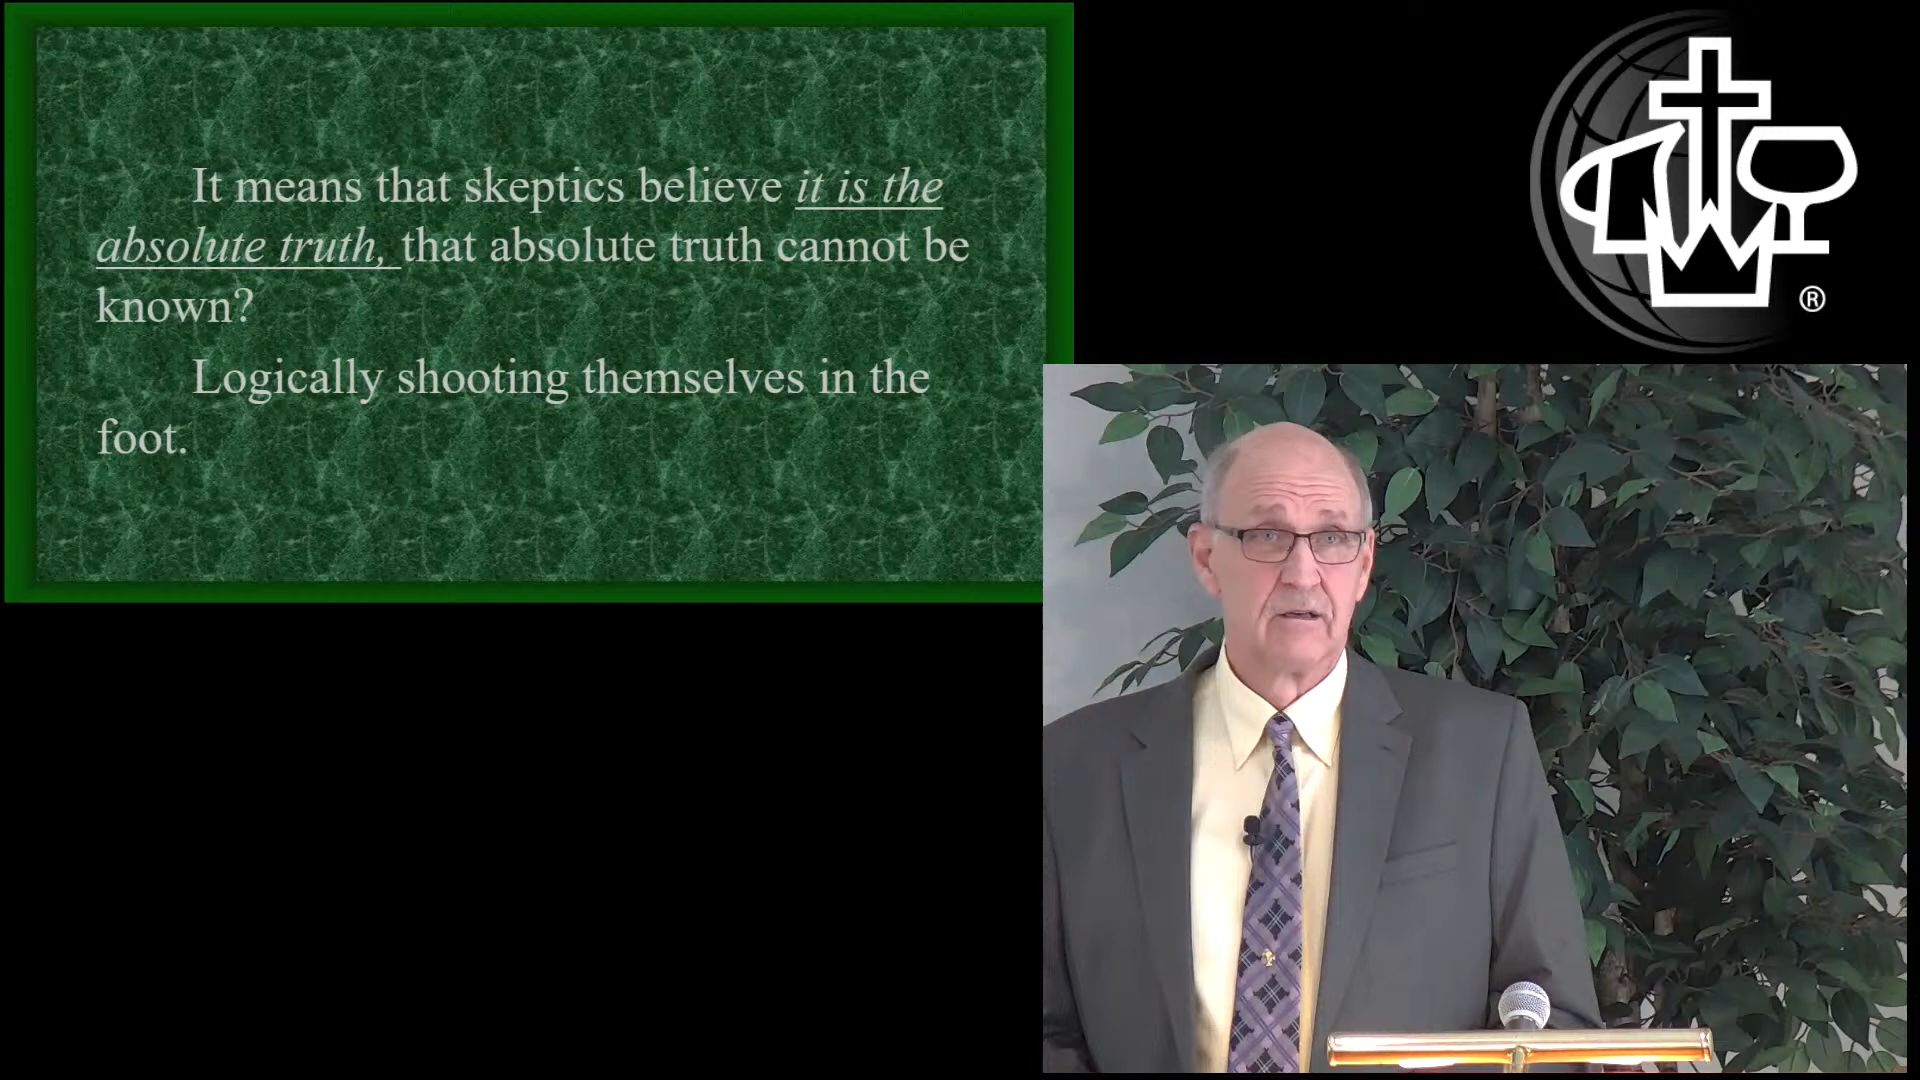 It means that skeptics believe it is the
absolute truth, that absolute truth cannot be
known?
Logically shooting themselves in the
foot.
®